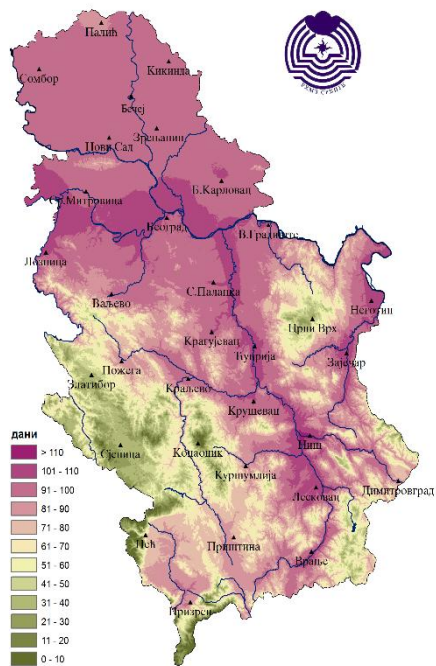 Палић
Сомбор
Кикинда
Бечеј
Зрењанин
Нови Сад
Б.Карловац
Ср.Митровица
Београд
В.Градиште
Лозница
С.Паланка
Ваљево
Неготин
Црни Врх
Крагујевац
Ћуприја
Зајечар
Пожега
Златибор
Краљево
Крушевац
дани
> 110
101 - 110
91 - 100
81 - 90
71 - 80
61 - 70
51 - 60
41 - 50
31 - 40
21 - 30
11 - 20
0 - 10
Ниш
Сјеница
Копаоник
Куршумлија
Димитровград
Лесковац
Пећ
Приштина
Врање
Призрен